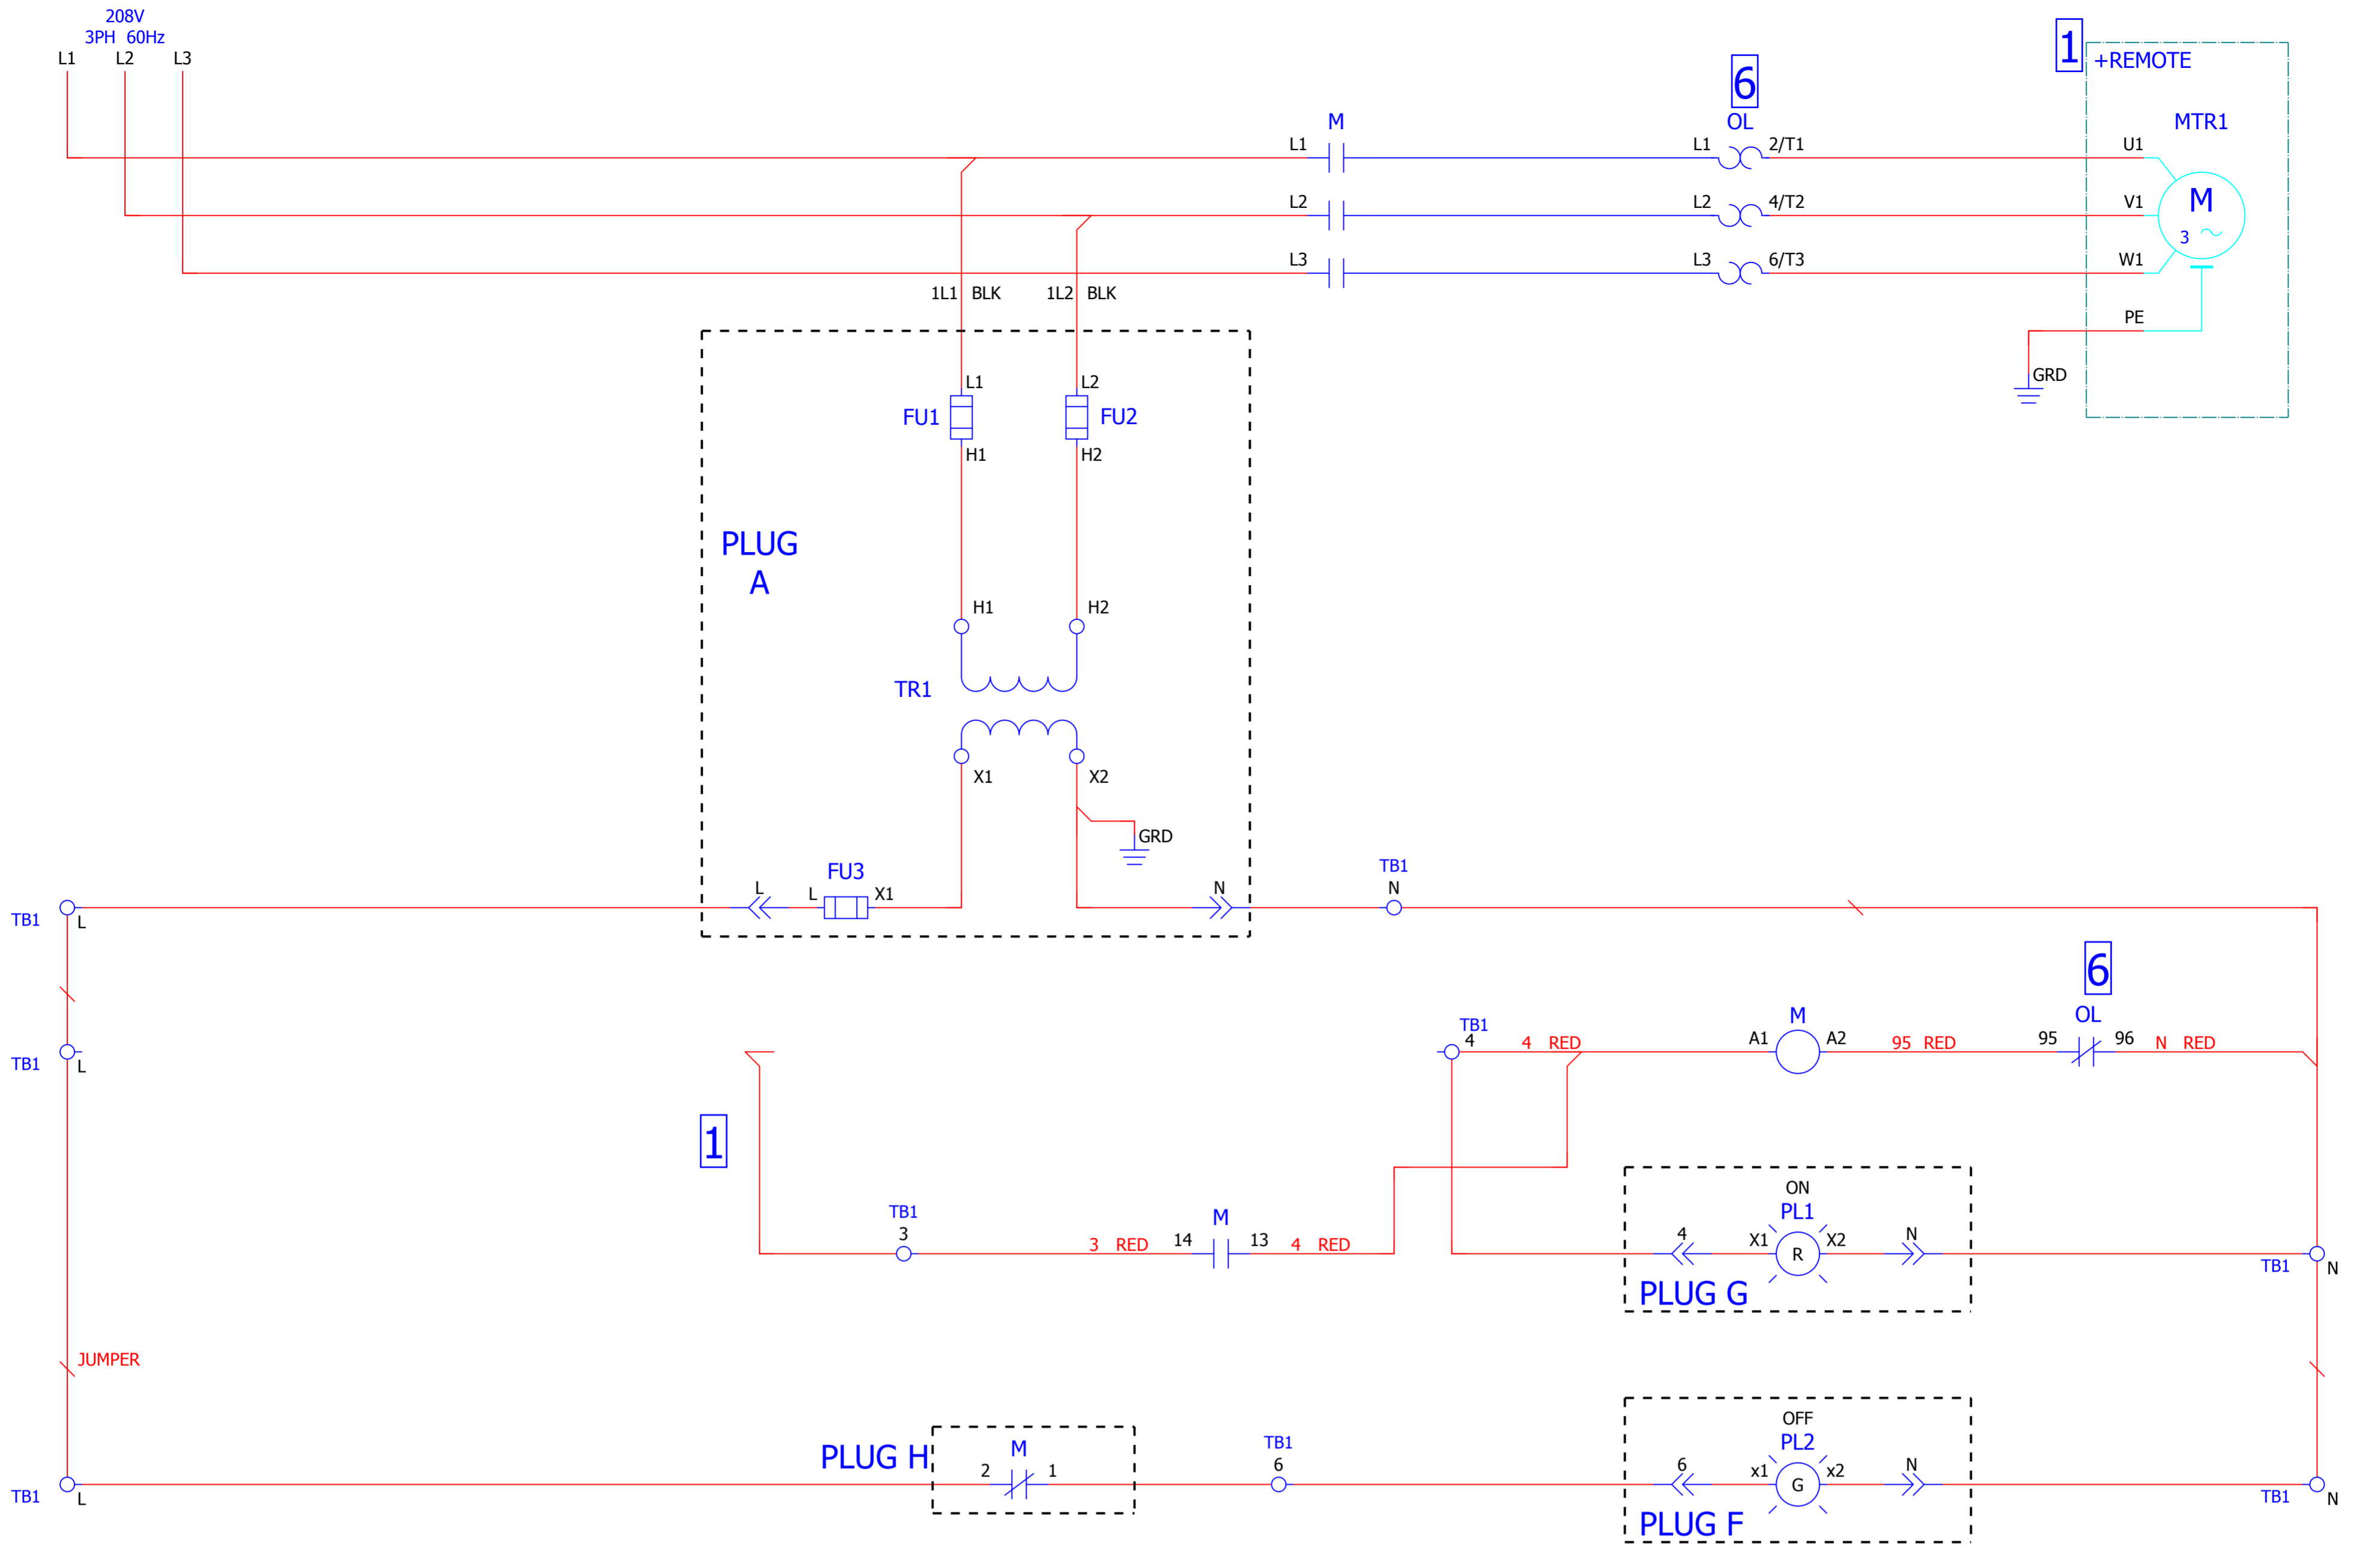 208V
3PH 60Hz
L1 L2 L3
1
+REMOTE
6
M
OL
MTR1
L1
L1
2/T1
U1
L2
L2
4/T2
V1
M
3
L3
L3
6/T3
W1
1L1 BLK
1L2 BLK
PE
GRD
L1
L2
FU1
FU2
H1
H2
PLUG
A
H1
H2
TR1
X1
X2
GRD
FU3
L
L
X1
N
TB1
N
TB1
L
6
OL
TB1
4
4 RED
M
A1
A2
95 RED
95
96
N RED
TB1
L
1
TB1
3
3 RED
M
14
13
4 RED
ON
PL1
4
X1
R
X2
N
PLUG G
TB1
N
JUMPER
PLUG H
M
2
1
TB1
6
OFF
PL2
6
x1
G
x2
N
PLUG F
TB1
L
TB1
N